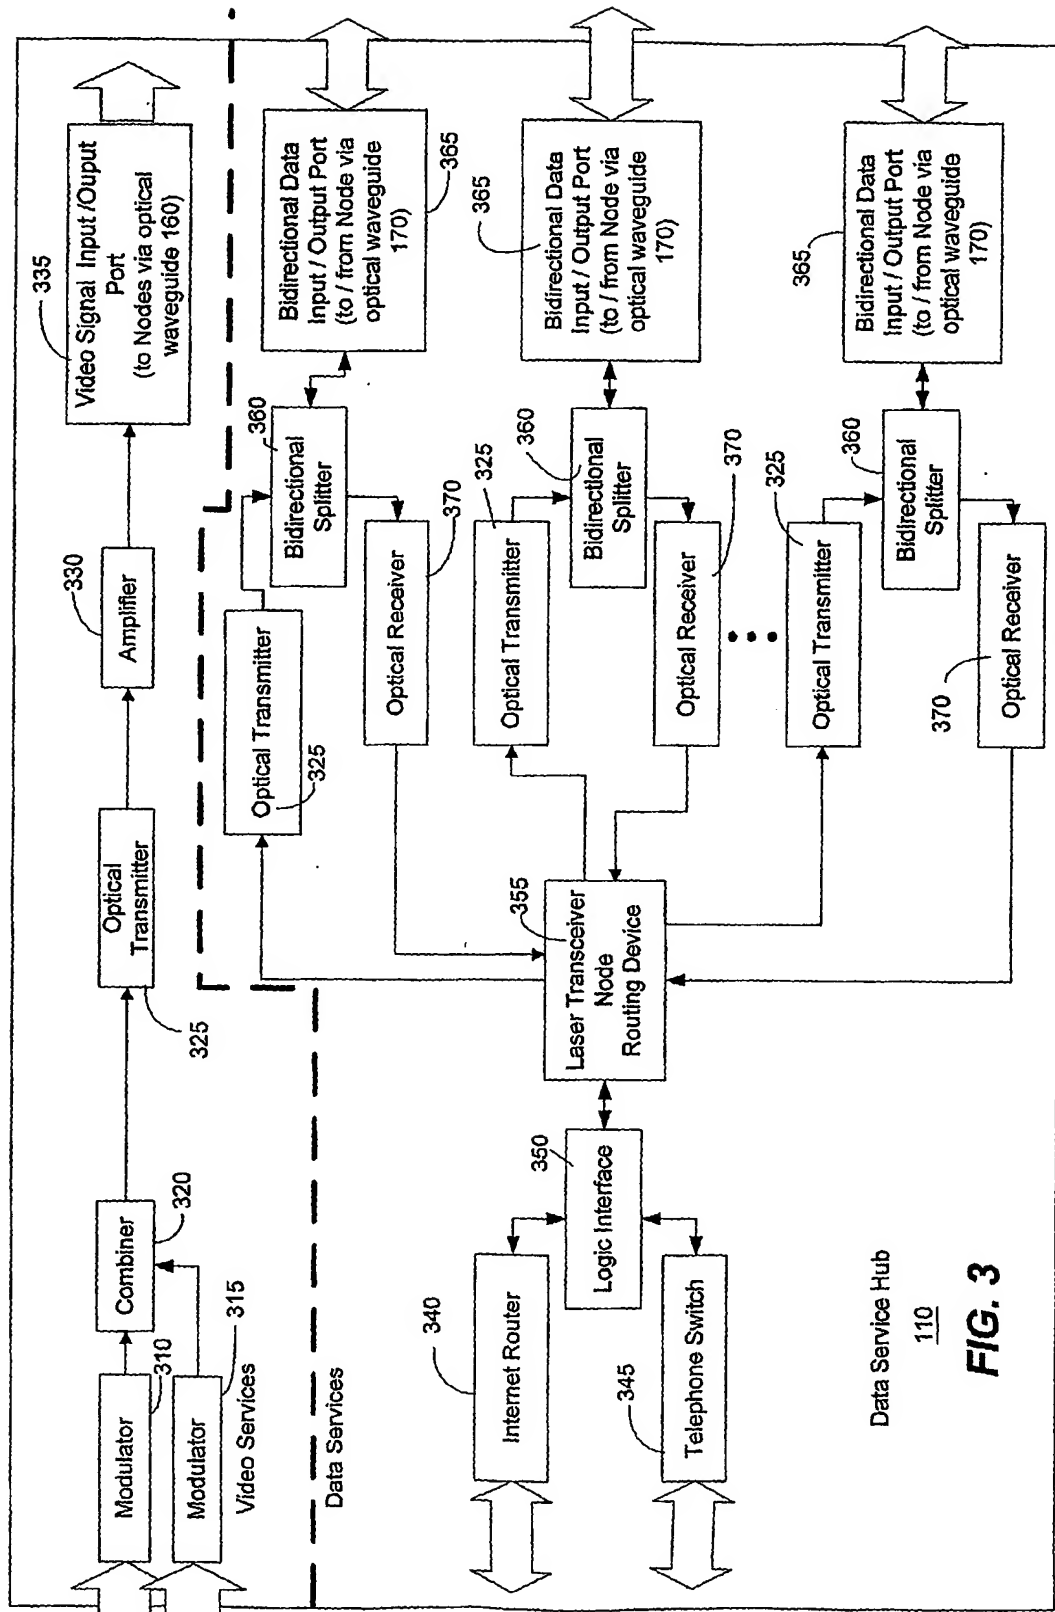 Modulator
310
Modulator
315
Video Services
Combiner
320
Optical
Transmitter
325
Amplifier
330
335
Video Signal Input /Ouput
Port
(to Nodes via optical
waveguide 160)
Data Services
340
Internet Router
345
Telephone Switch
350
Logic Interface
355
Laser Transceiver
Node
Routing Device
Optical Transmitter
325
Optical Receiver
370
360
Bidirectional
Splitter
Bidirectional Data
Input / Output Port
(to / from Node via
optical waveguide
170)
365
325
Optical Transmitter
Optical Receiver
370
360
Bidirectional
Splitter
365
Bidirectional Data
Input / Output Port
(to / from Node via
optical waveguide
170)
325
Optical Transmitter
Optical Receiver
370
360
Bidirectional
Splitter
365
Bidirectional Data
Input / Output Port
(to / from Node via
optical waveguide
170)
Data Service Hub
110
FIG. 3